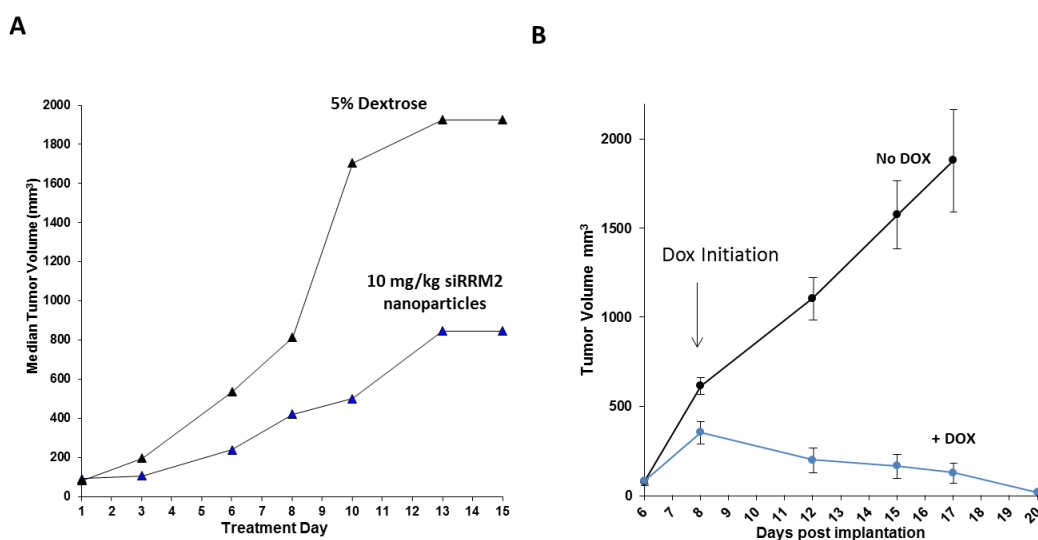 A
2000
1800
1600
1400
1200
1000
800
600
400
200
0
Median Tumor Volume (mm³)
5% Dextrose
10 mg/kg siRRM2
nanoparticles
1 2 3 4 5 6 7 8 9 10 11 12 13 14 15
Treatment Day
B
2000
1500
1000
500
0
Tumor Volume mm³
No DOX
Dox Initiation
+ DOX
6 7 8 9 10 11 12 13 14 15 16 17 18 19 20
Days post implantation